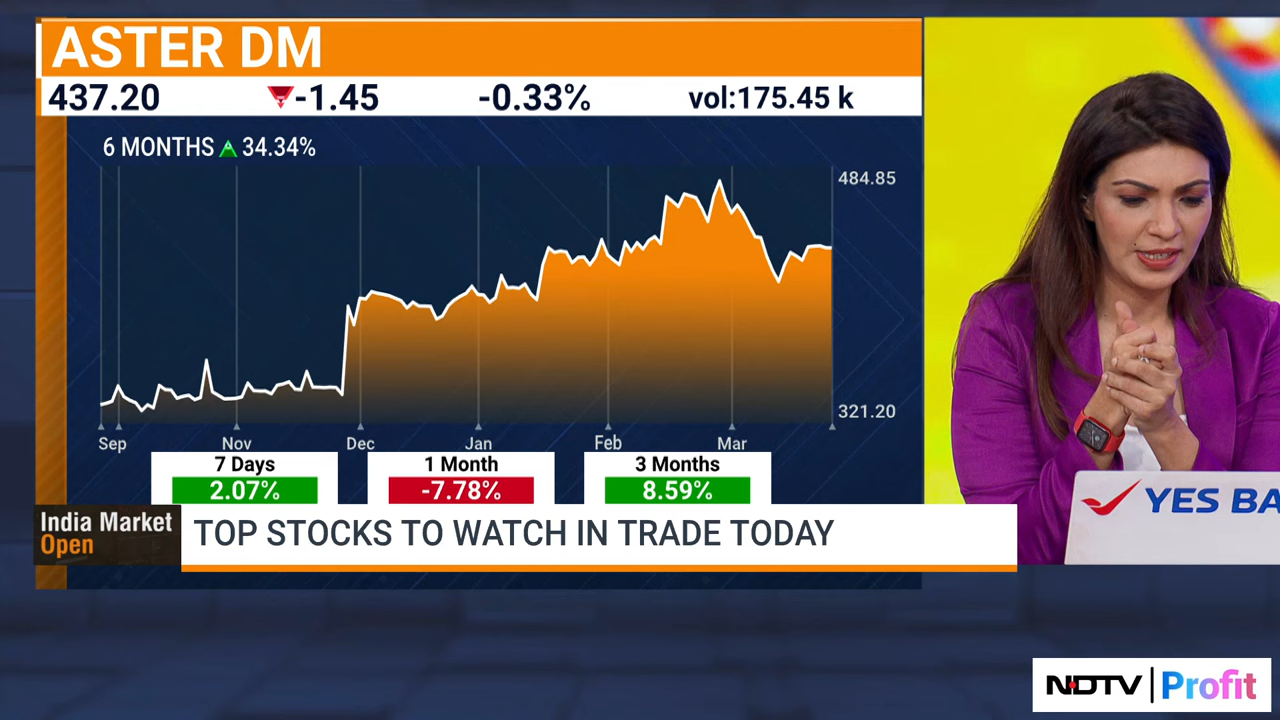 ASTER DM
437.20 -1.45 -0.33% vol:175.45 k
6 MONTHS 34.34%
484.85
321.20
Sep Nov Dec Jan Feb Mar
7 Days 1 Month 3 Months
2.07% -7.78% 8.59%
India Market
Open
TOP STOCKS TO WATCH IN TRADE TODAY
YES BA
NDTV Profit